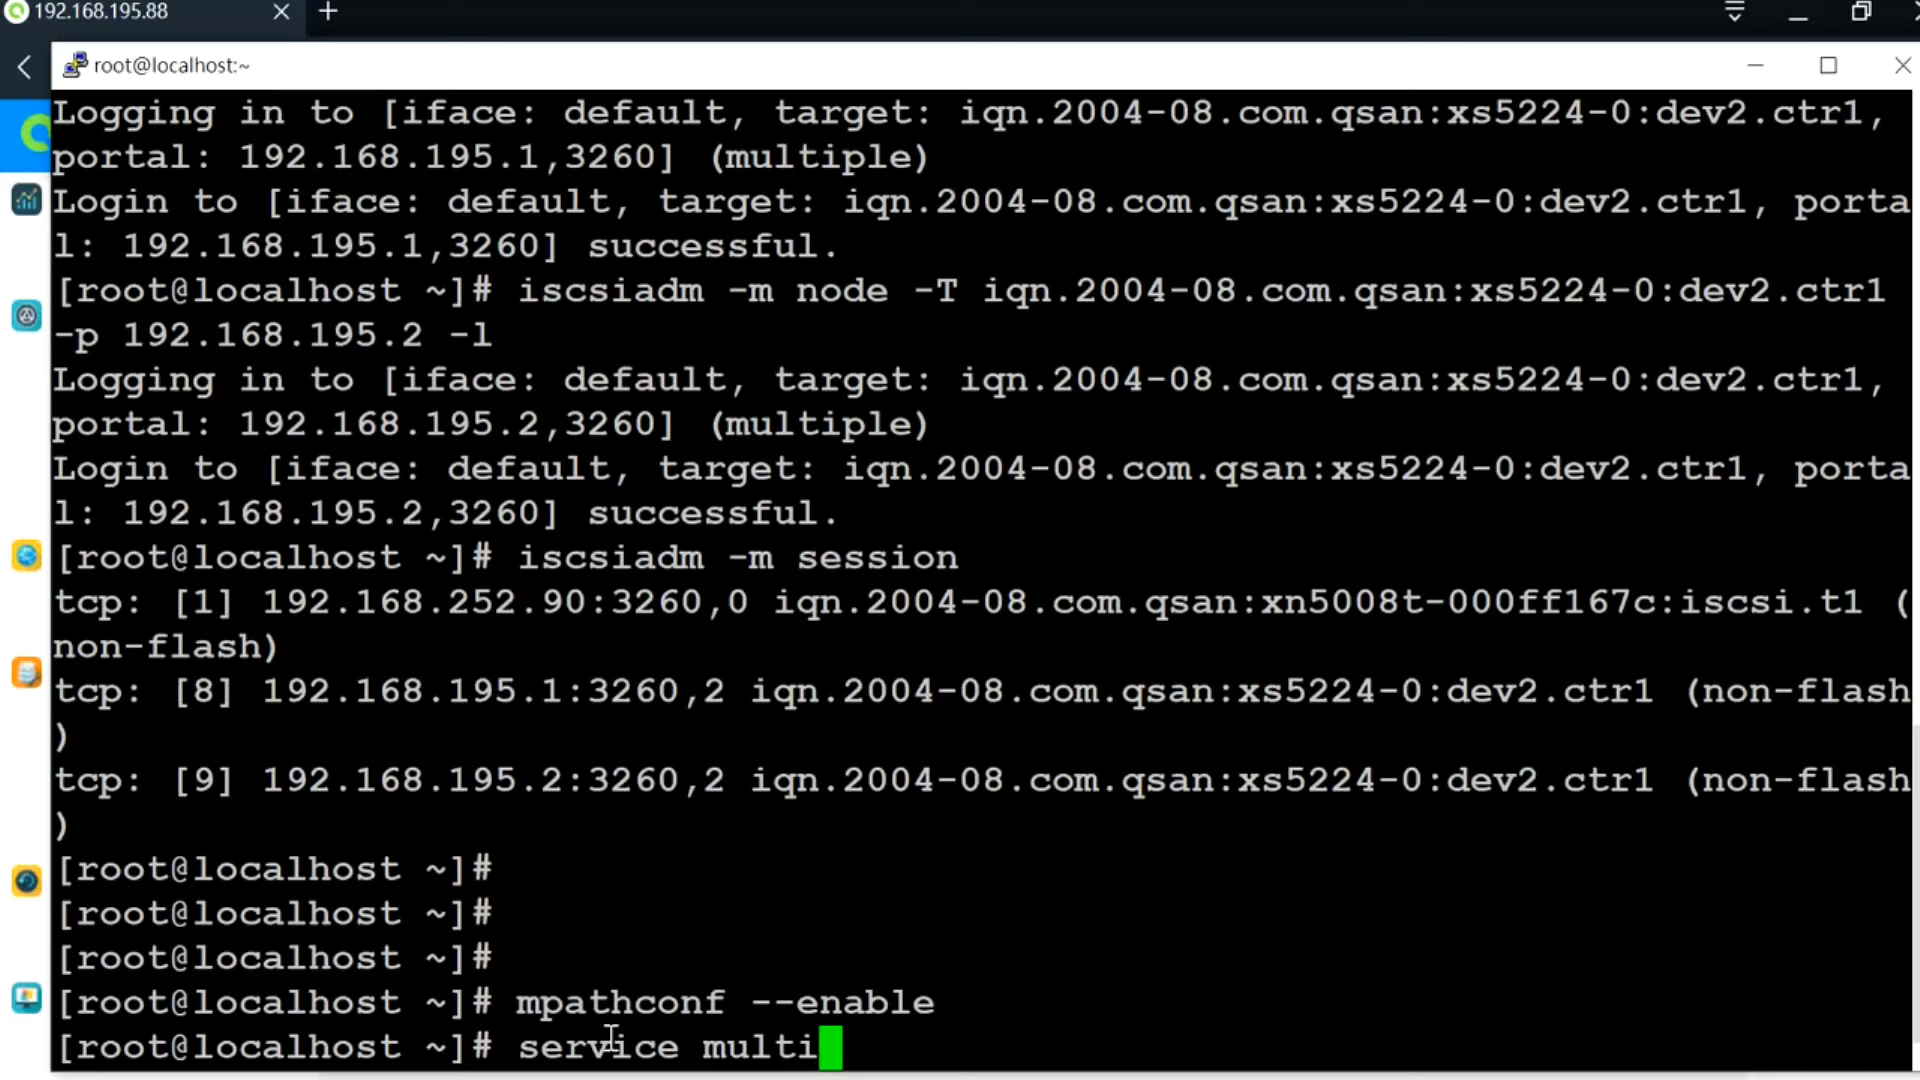 192.168.195.88
root@localhost:~
Logging in to [iface: default, target: iqn.2004-08.com.qsan:xs5224-0:dev2.ctr1,
portal: 192.168.195.1,3260] (multiple)
Login to [iface: default, target: iqn.2004-08.com.qsan:xs5224-0:dev2.ctr1, porta
l: 192.168.195.1,3260] successful.
[root@localhost ~]# iscsiadm -m node -T iqn.2004-08.com.qsan:xs5224-0:dev2.ctr1
-p 192.168.195.2 -l
Logging in to [iface: default, target: iqn.2004-08.com.qsan:xs5224-0:dev2.ctr1,
portal: 192.168.195.2,3260] (multiple)
Login to [iface: default, target: iqn.2004-08.com.qsan:xs5224-0:dev2.ctr1, porta
l: 192.168.195.2,3260] successful.
[root@localhost ~]# iscsiadm -m session
tcp: [1] 192.168.252.90:3260,0 iqn.2004-08.com.qsan:xn5008t-000ff167c:iscsi.t1 (
non-flash)
tcp: [8] 192.168.195.1:3260,2 iqn.2004-08.com.qsan:xs5224-0:dev2.ctr1 (non-flash
)
tcp: [9] 192.168.195.2:3260,2 iqn.2004-08.com.qsan:xs5224-0:dev2.ctr1 (non-flash
)
[root@localhost ~]#
[root@localhost ~]#
[root@localhost ~]#
[root@localhost ~]# mpathconf --enable
[root@localhost ~]# service multi